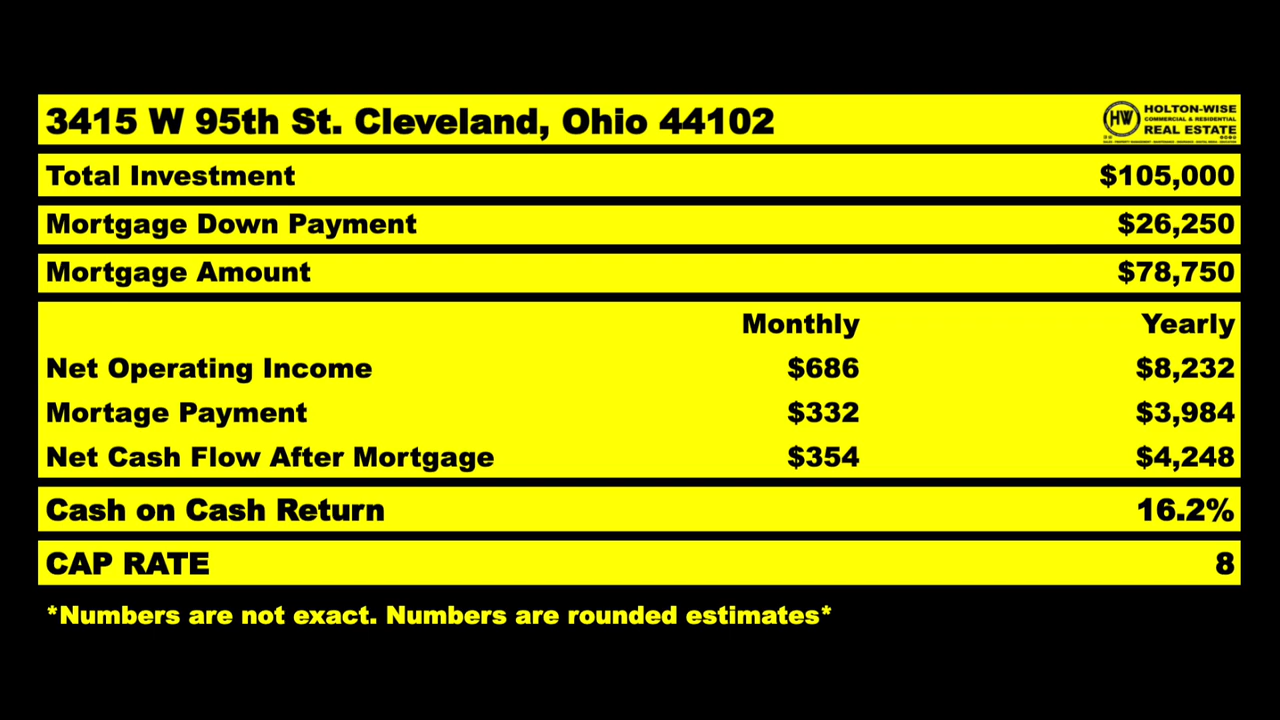 3415 W 95th St. Cleveland, Ohio 44102
HW
HOLTON-WISE
COMMERCIAL & RESIDENTIAL
REAL ESTATE
Total Investment $105,000
Mortgage Down Payment $26,250
Mortgage Amount $78,750
Monthly Yearly
Net Operating Income $686 $8,232
Mortage Payment $332 $3,984
Net Cash Flow After Mortgage $354 $4,248
Cash on Cash Return 16.2%
CAP RATE 8
*Numbers are not exact. Numbers are rounded estimates*